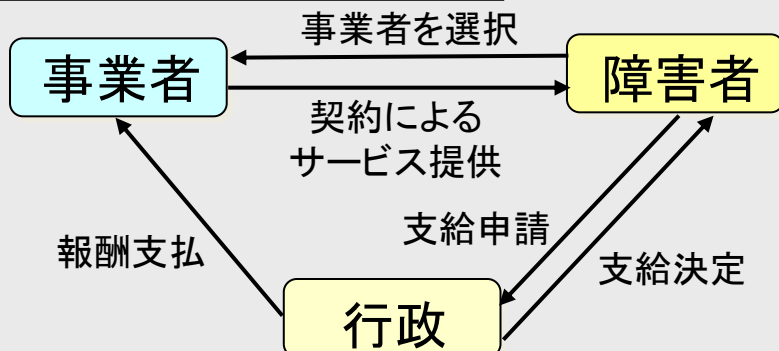 事業者を選択
事業者
障害者
契約による
サービス提供
支給申請
報酬支払
支給決定
行政